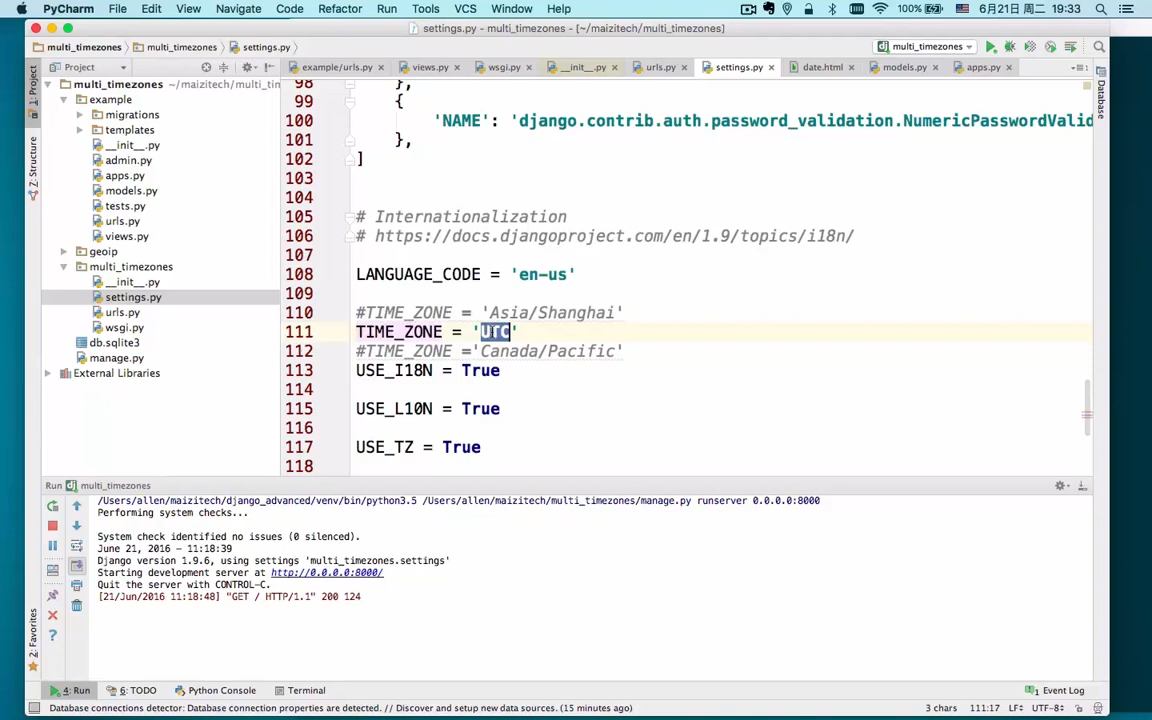 PyCharm File Edit View Navigate Code Refactor Run Tools VCS Window Help 100% 6月21日 周二 19:33
settings.py - multi_timezones - [~/maizitech/multi_timezones]
multi_timezones multi_timezones settings.py multi_timezones
Project example/urls.py views.py wsgi.py __init__.py urls.py settings.py date.html models.py apps.py
1: Project
Z: Structure
Favorites
Database
multi_timezones ~/maizitech/multi_tim
example
migrations
templates
__init__.py
admin.py
apps.py
models.py
tests.py
urls.py
views.py
geoip
multi_timezones
__init__.py
settings.py
urls.py
wsgi.py
db.sqlite3
manage.py
External Libraries
98 },
99 {
100 'NAME': 'django.contrib.auth.password_validation.NumericPasswordValid
101 },
102 ]
103
104
105 # Internationalization
106 # https://docs.djangoproject.com/en/1.9/topics/i18n/
107
108 LANGUAGE_CODE = 'en-us'
109
110 #TIME_ZONE = 'Asia/Shanghai'
111 TIME_ZONE = 'UTC'
112 #TIME_ZONE ='Canada/Pacific'
113 USE_I18N = True
114
115 USE_L10N = True
116
117 USE_TZ = True
118
Run multi_timezones
/Users/allen/maizitech/django_advanced/venv/bin/python3.5 /Users/allen/maizitech/multi_timezones/manage.py runserver 0.0.0.0:8000
Performing system checks...
System check identified no issues (0 silenced).
June 21, 2016 - 11:18:39
Django version 1.9.6, using settings 'multi_timezones.settings'
Starting development server at http://0.0.0.0:8000/
Quit the server with CONTROL-C.
[21/Jun/2016 11:18:48] "GET / HTTP/1.1" 200 124
4: Run 6: TODO Python Console Terminal 1 Event Log
Database connections detector: Database connection properties are detected. // Discover and setup new data sources. (15 minutes ago) 3 chars 111:17 LF÷ UTF-8÷